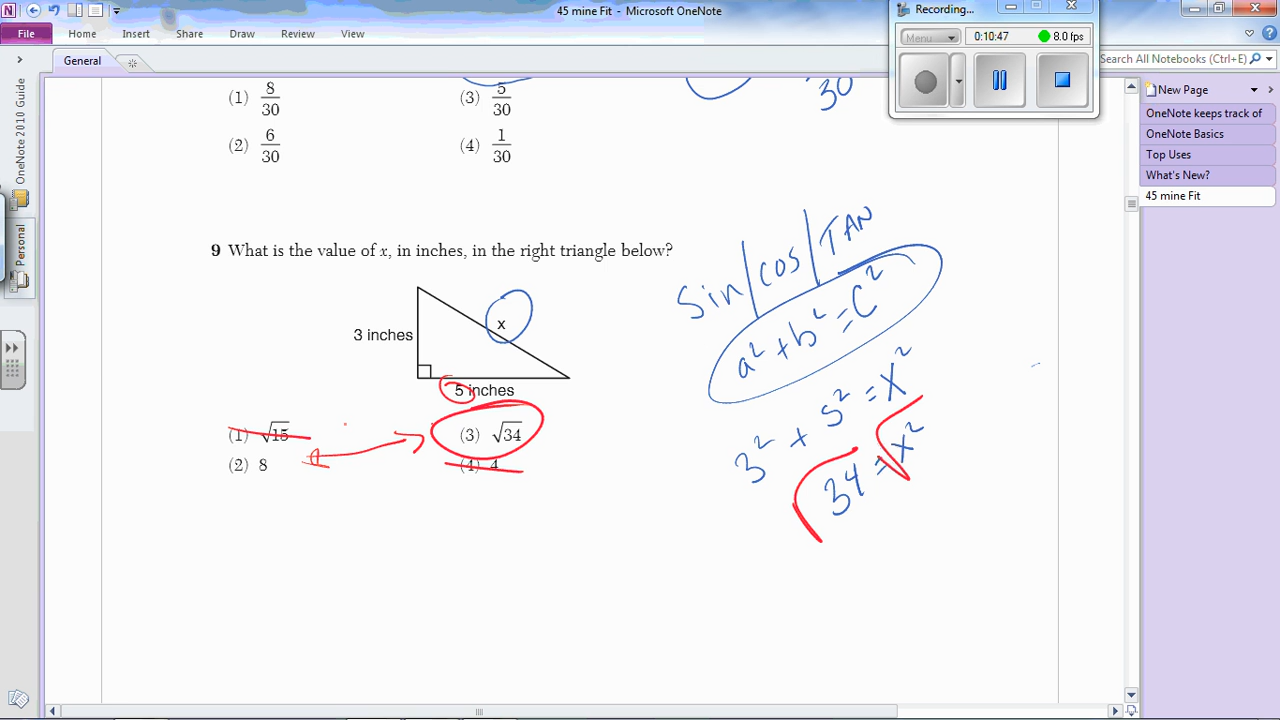 45 mine Fit - Microsoft OneNote
Recording...
File Home Insert Share Draw Review View
Menu 0:10:47 8.0 fps
General
Search All Notebooks (Ctrl+E)
OneNote 2010 Guide
Personal
New Page
OneNote keeps track of
OneNote Basics
Top Uses
What's New?
45 mine Fit
(1) 8/30 (3) 5/30
30
(2) 6/30 (4) 1/30
9 What is the value of x, in inches, in the right triangle below?
Sin/cos/TAN
x
3 inches
5 inches
a² + b² = c²
3² + 5² = x²
34 = x²
(1) √15 (3) √34
(2) 8 (4) 4